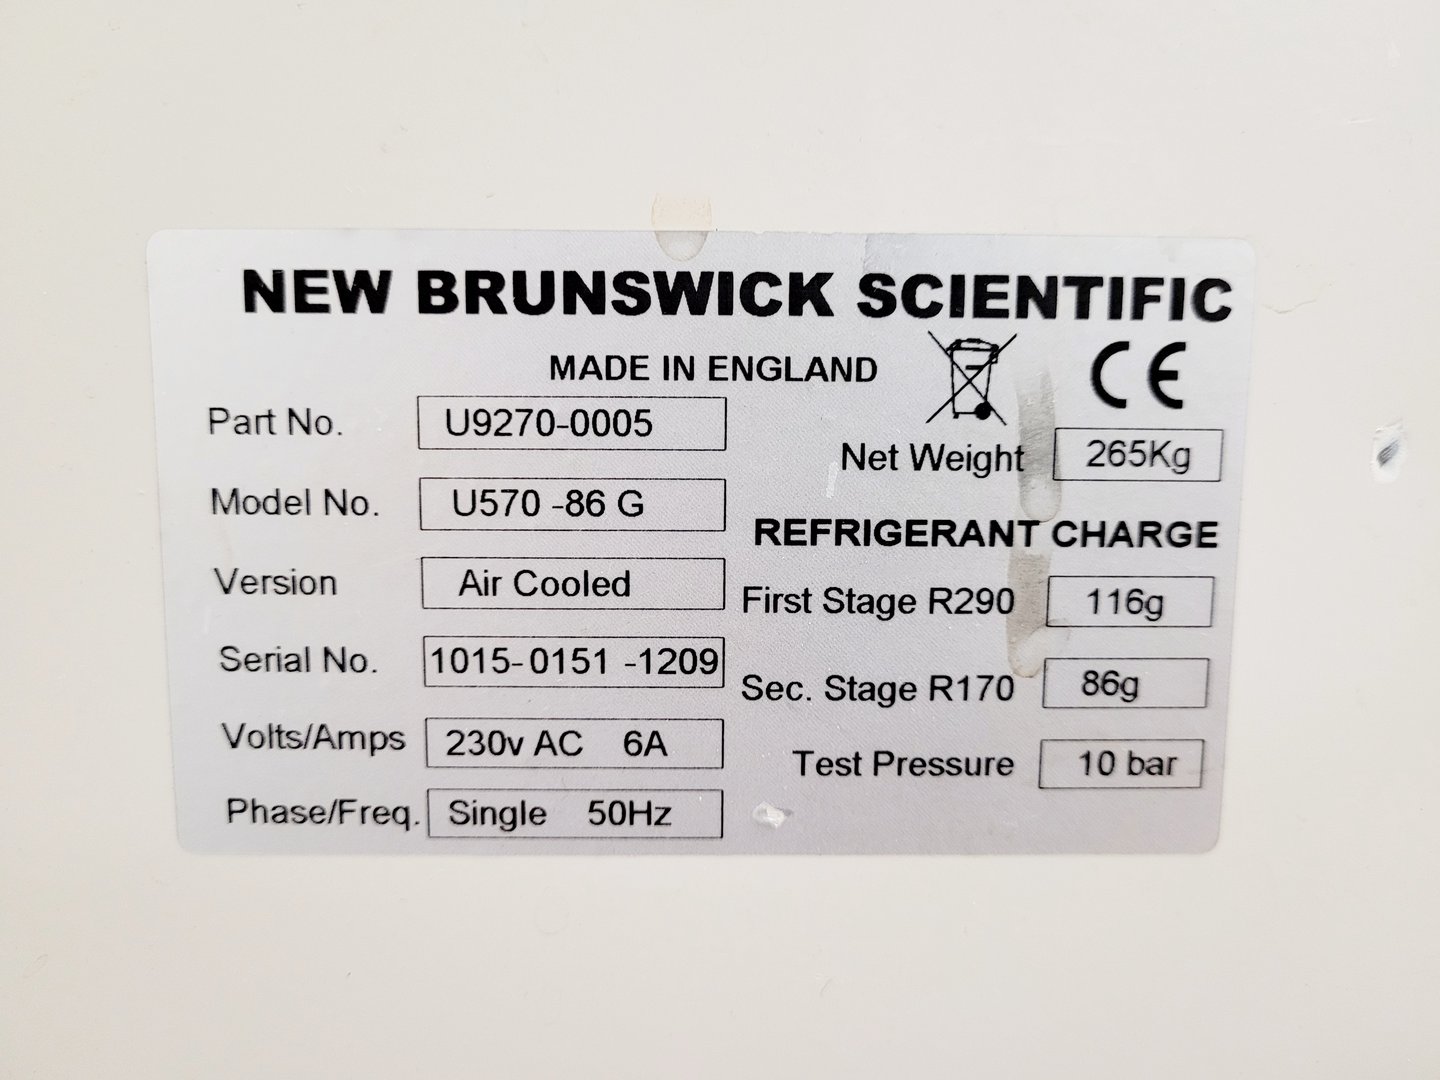 NEW BRUNSWICK SCIENTIFIC
MADE IN ENGLAND
CE
Part No. U9270-0005
Model No. U570 -86 G
Version Air Cooled
Serial No. 1015-0151 -1209
Volts/Amps 230v AC 6A
Phase/Freq. Single 50Hz
Net Weight 265Kg
REFRIGERANT CHARGE
First Stage R290 116g
Sec. Stage R170 86g
Test Pressure 10 bar